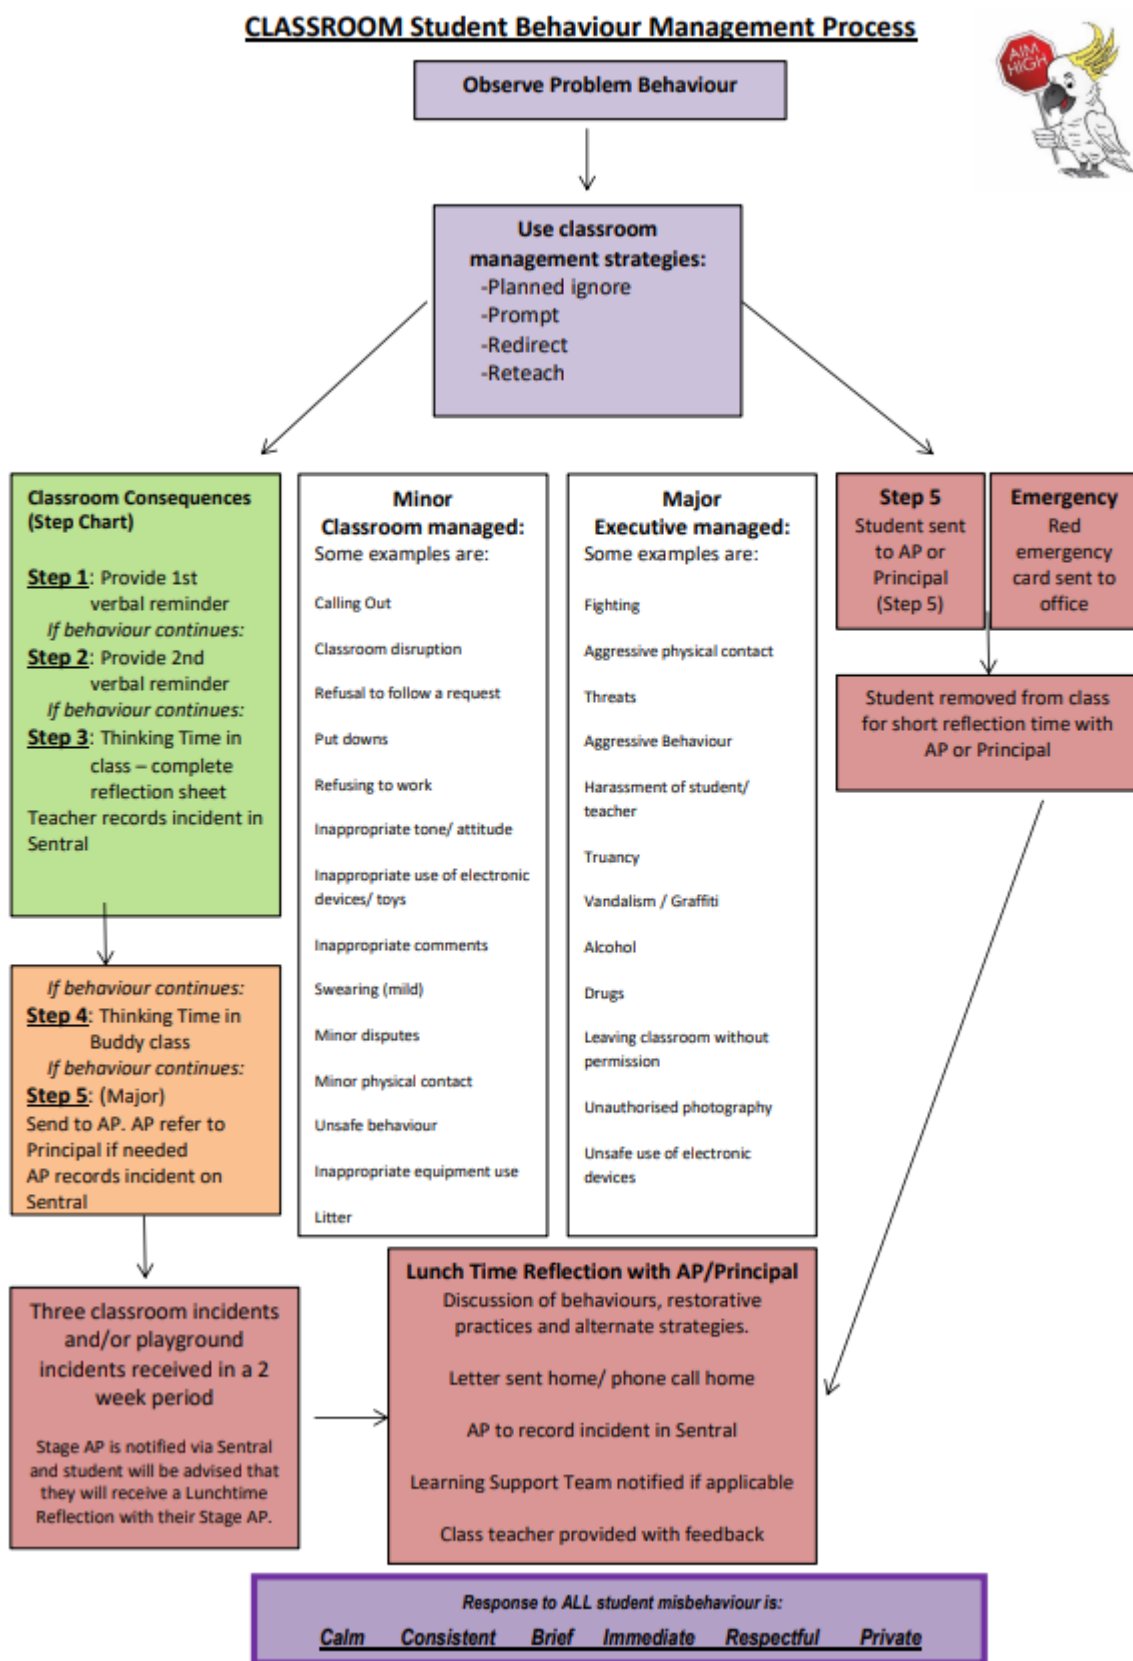 CLASSROOM Student Behaviour Management Process
AIM
HIGH
Observe Problem Behaviour
Use classroom
management strategies:
-Planned ignore
-Prompt
-Redirect
-Reteach
Classroom Consequences
(Step Chart)
Step 1: Provide 1st
verbal reminder
If behaviour continues:
Step 2: Provide 2nd
verbal reminder
If behaviour continues:
Step 3: Thinking Time in
class – complete
reflection sheet
Teacher records incident in
Sentral
If behaviour continues:
Step 4: Thinking Time in
Buddy class
If behaviour continues:
Step 5: (Major)
Send to AP. AP refer to
Principal if needed
AP records incident on
Sentral
Three classroom incidents
and/or playground
incidents received in a 2
week period
Stage AP is notified via Sentral
and student will be advised that
they will receive a Lunchtime
Reflection with their Stage AP.
Minor
Classroom managed:
Some examples are:
Calling Out
Classroom disruption
Refusal to follow a request
Put downs
Refusing to work
Inappropriate tone/ attitude
Inappropriate use of electronic
devices/ toys
Inappropriate comments
Swearing (mild)
Minor disputes
Minor physical contact
Unsafe behaviour
Inappropriate equipment use
Litter
Major
Executive managed:
Some examples are:
Fighting
Aggressive physical contact
Threats
Aggressive Behaviour
Harassment of student/
teacher
Truancy
Vandalism / Graffiti
Alcohol
Drugs
Leaving classroom without
permission
Unauthorised photography
Unsafe use of electronic
devices
Step 5
Student sent
to AP or
Principal
(Step 5)
Emergency
Red
emergency
card sent to
office
Student removed from class
for short reflection time with
AP or Principal
Lunch Time Reflection with AP/Principal
Discussion of behaviours, restorative
practices and alternate strategies.
Letter sent home/ phone call home
AP to record incident in Sentral
Learning Support Team notified if applicable
Class teacher provided with feedback
Response to ALL student misbehaviour is:
Calm Consistent Brief Immediate Respectful Private